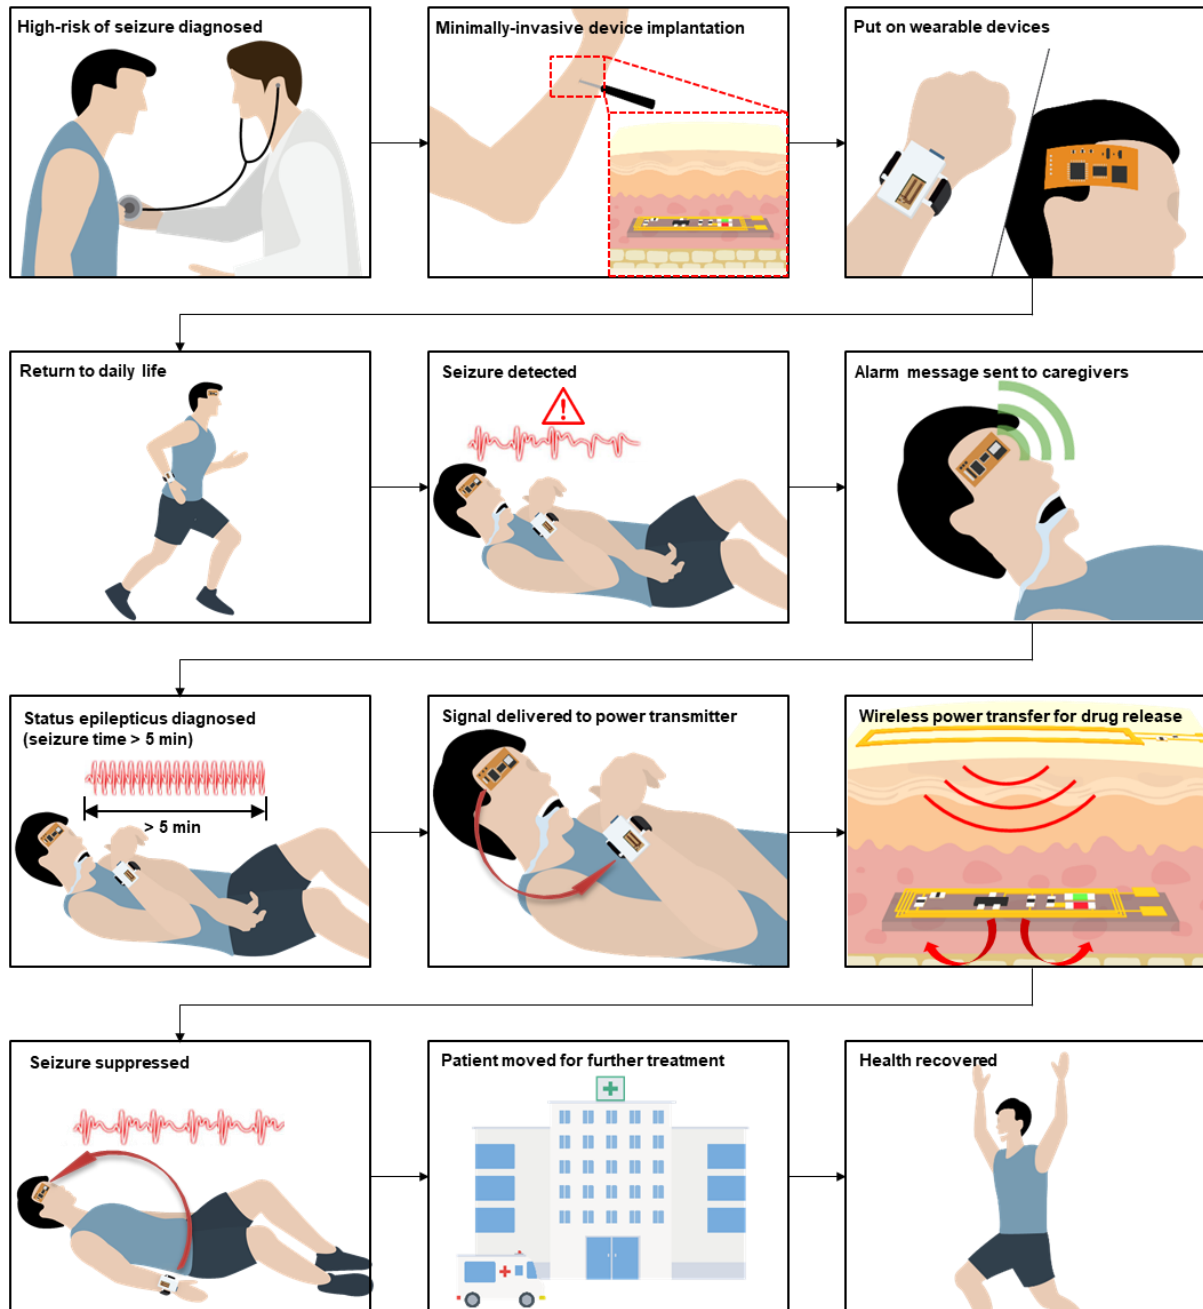 High-risk of seizure diagnosed
Minimally-invasive device implantation
Put on wearable devices
Return to daily life
Seizure detected
Alarm message sent to caregivers
Status epilepticus diagnosed
(seizure time > 5 min)
> 5 min
Signal delivered to power transmitter
Wireless power transfer for drug release
Seizure suppressed
Patient moved for further treatment
Health recovered